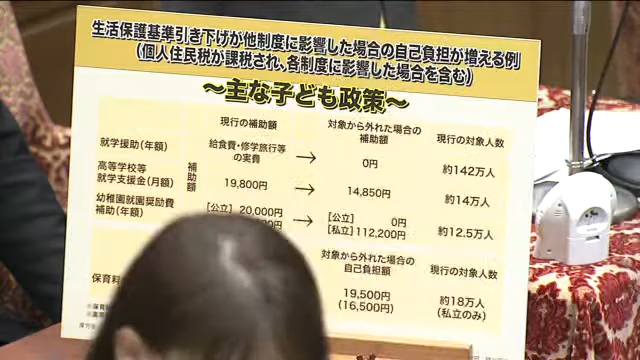 生活保護基準引き下げが他制度に影響した場合の自己負担が増える例
（個人住民税が課税され、各制度に影響した場合を含む）
～主な子ども政策～
現行の補助額
対象から外れた場合の
補助額
現行の対象人数
就学援助（年額）
給食費・修学旅行等
の実費
→
0円
約142万人
高等学校等
就学支援金（月額）
補助額
19,800円
→
14,850円
約14万人
幼稚園就園奨励費
補助（年額）
［公立］ 20,000円
→
［公立］ 0円
［私立］112,200円
約12.5万人
対象から外れた場合の
自己負担額
現行の対象人数
保育料
19,500円
（16,500円）
約18万人
（私立のみ）